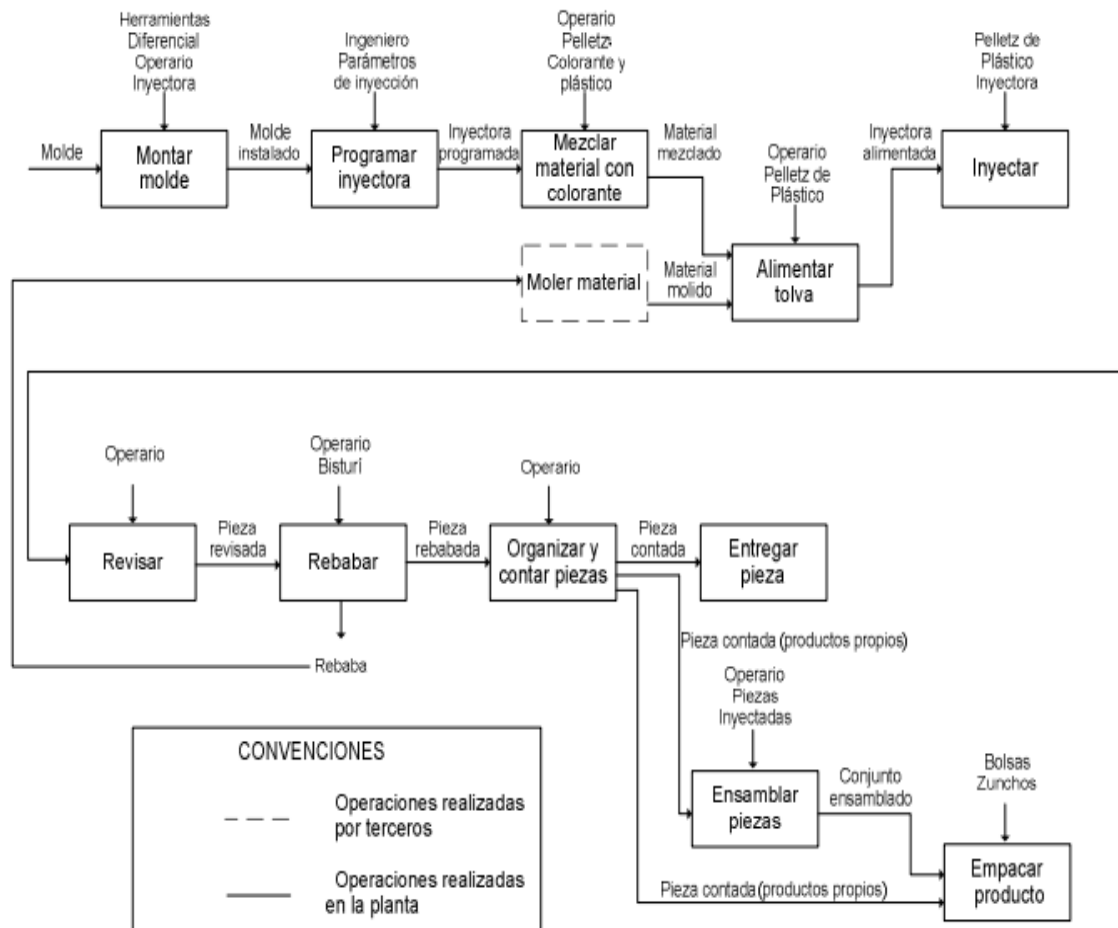 Herramientas
Diferencial
Operario
Inyectora
Ingeniero
Parámetros
de inyección
Operario
Pelletz
Colorante y
plástico
Pelletz de
Plástico
Inyectora
Molde
Montar
molde
Molde
instalado
Programar
inyectora
Inyectora
programada
Mezclar
material con
colorante
Material
mezclado
Operario
Pelletz de
Plástico
Inyectora
alimentada
Inyectar
Moler material
Material
molido
Alimentar
tolva
Operario
Operario
Bisturí
Operario
Revisar
Pieza
revisada
Rebabar
Pieza
rebabada
Organizar y
contar piezas
Pieza
contada
Entregar
pieza
Rebaba
Pieza contada (productos propios)
Operario
Piezas
Inyectadas
Ensamblar
piezas
Conjunto
ensamblado
Bolsas
Zunchos
Pieza contada (productos propios)
Empacar
producto
CONVENCIONES
Operaciones realizadas
por terceros
Operaciones realizadas
en la planta